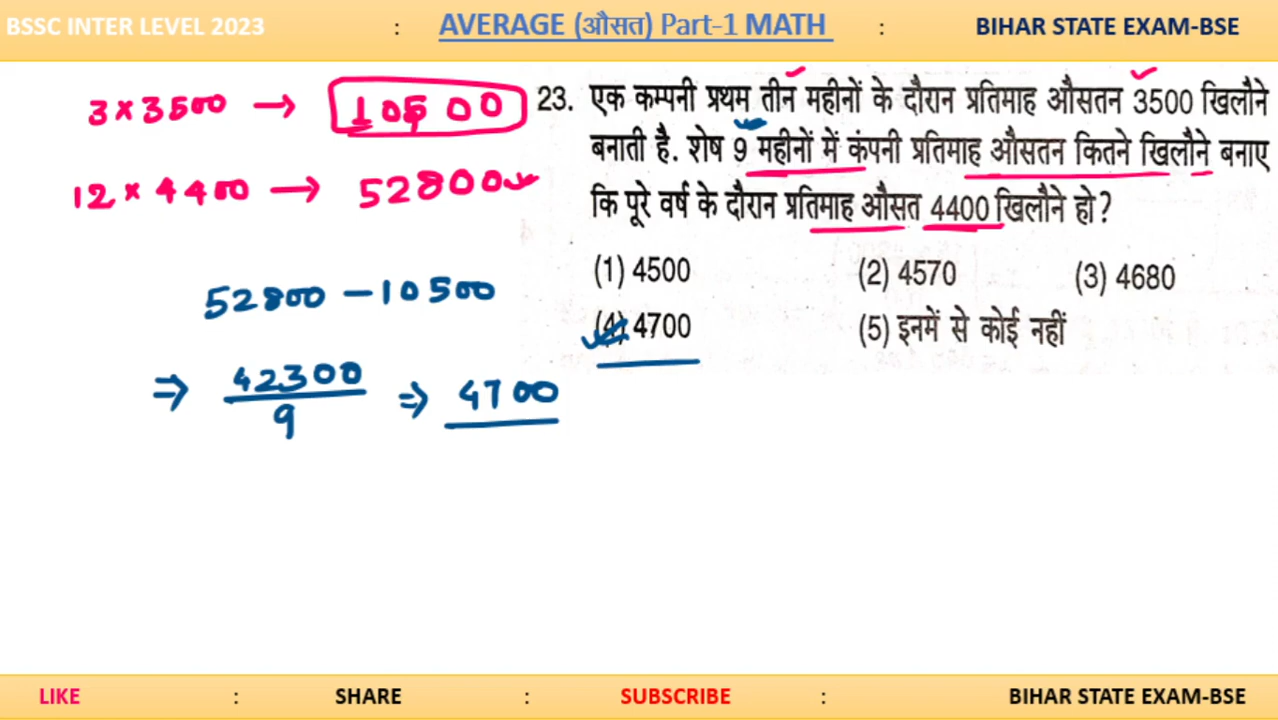 BSSC INTER LEVEL 2023 : AVERAGE (औसत) Part-1 MATH : BIHAR STATE EXAM-BSE
3 × 3500 → 10500
12 × 4400 → 52800
52800 – 10500
⇒ 42300 / 9 ⇒ 4700
23. एक कम्पनी प्रथम तीन महीनों के दौरान प्रतिमाह औसतन 3500 खिलौने
बनाती है. शेष 9 महीनों में कंपनी प्रतिमाह औसतन कितने खिलौने बनाए
कि पूरे वर्ष के दौरान प्रतिमाह औसत 4400 खिलौने हो?
(1) 4500 (2) 4570 (3) 4680
(4) 4700 (5) इनमें से कोई नहीं
LIKE : SHARE : SUBSCRIBE : BIHAR STATE EXAM-BSE